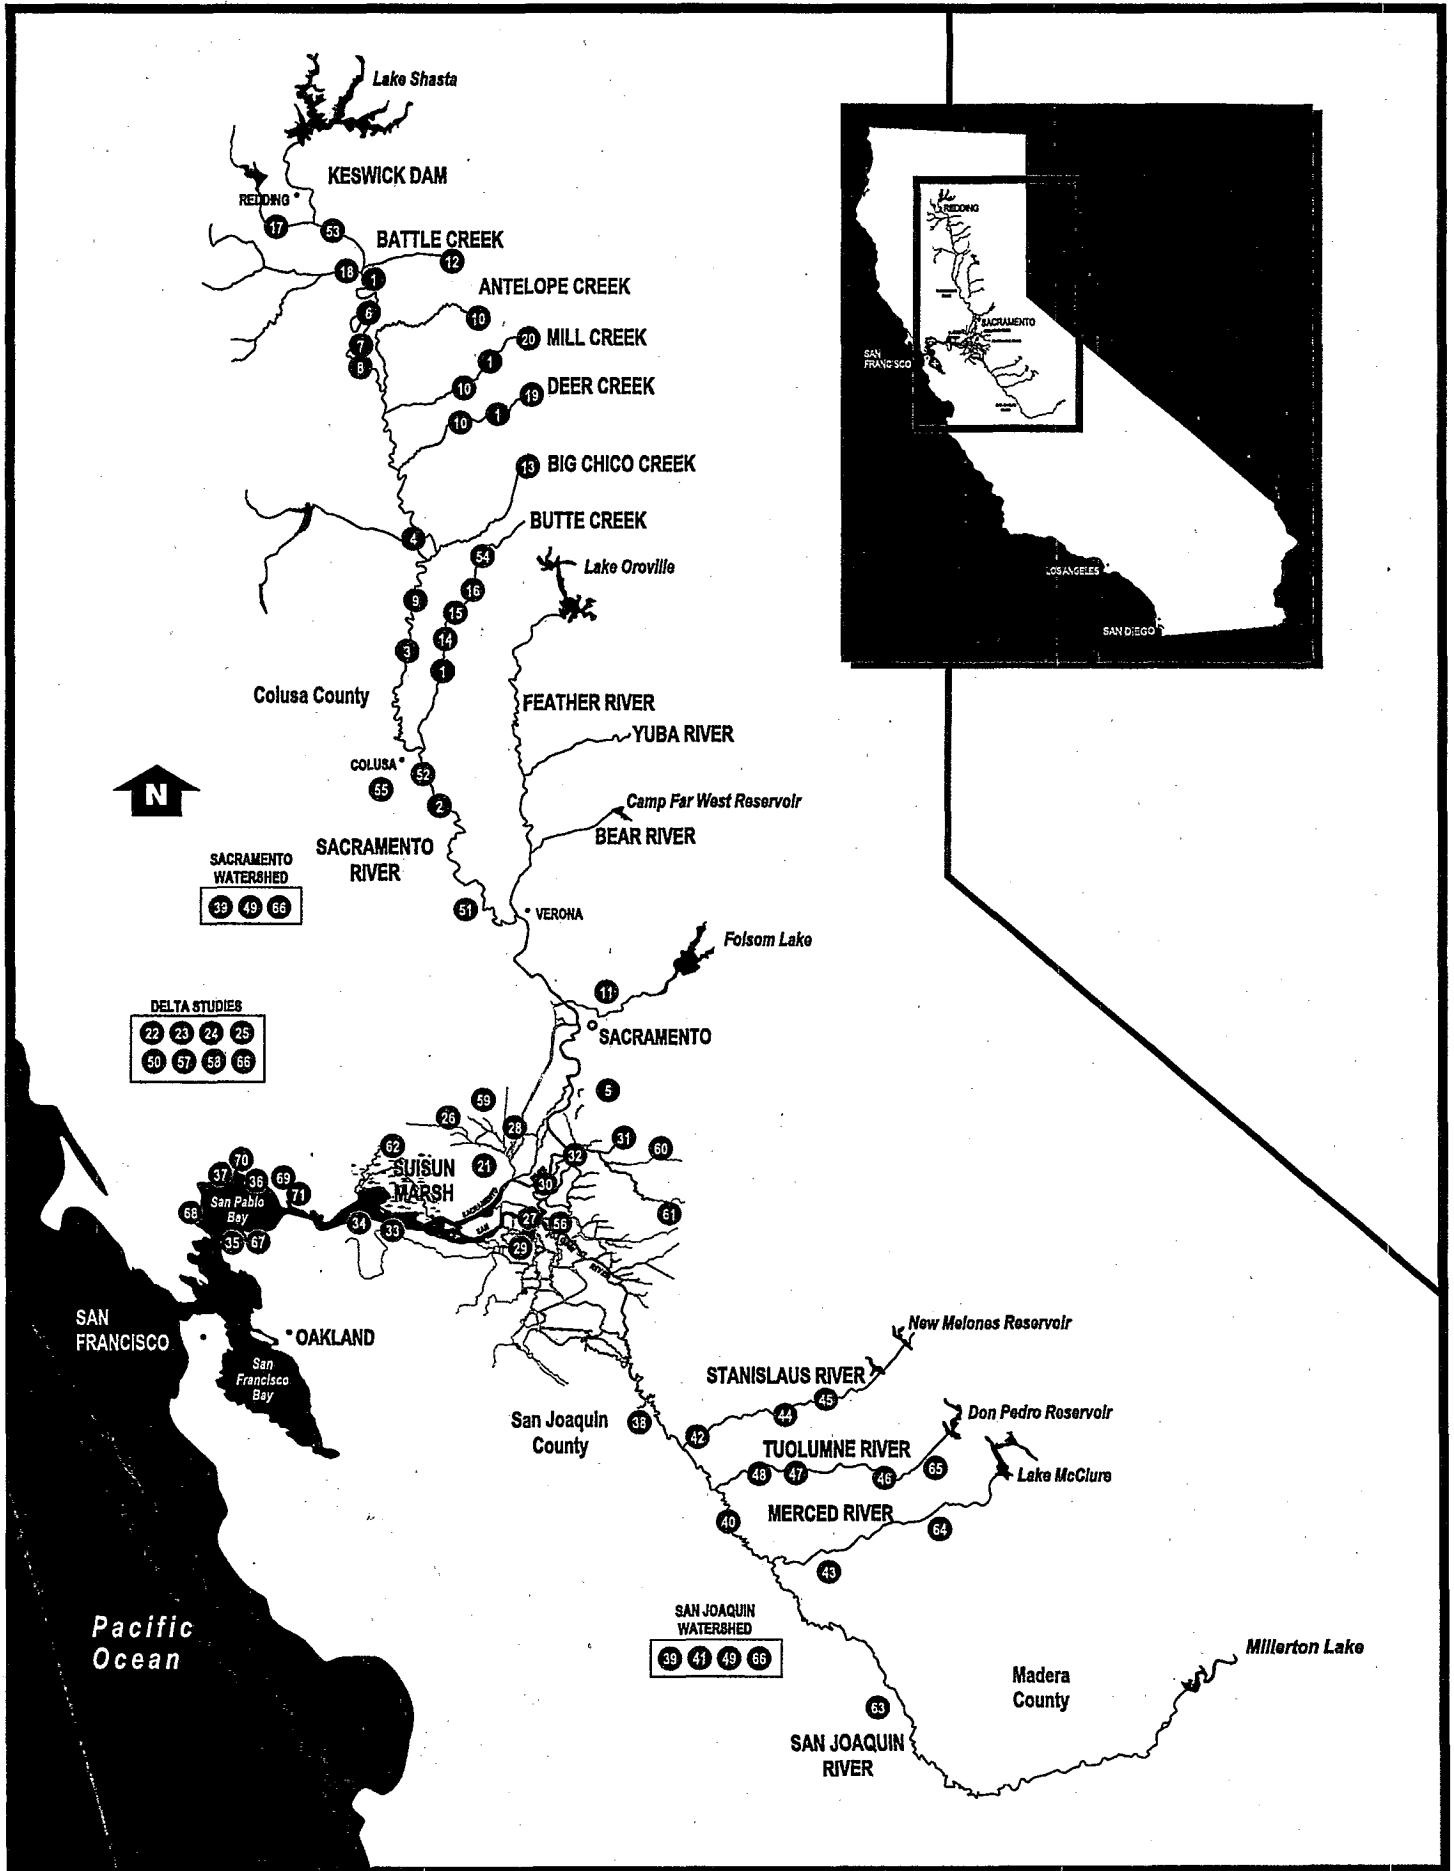 Lake Shasta
KESWICK DAM
REDDING
17
53
BATTLE CREEK
12
18
1
ANTELOPE CREEK
6
10
7
20
MILL CREEK
8
1
10
DEER CREEK
19
1
10
13
BIG CHICO CREEK
BUTTE CREEK
4
54
Lake Oroville
16
9
15
14
3
1
Colusa County
FEATHER RIVER
YUBA RIVER
COLUSA
52
55
2
N
Camp Far West Reservoir
BEAR RIVER
SACRAMENTO
RIVER
SACRAMENTO
WATERSHED
39 49 66
51
VERONA
Folsom Lake
11
SACRAMENTO
DELTA STUDIES
22 23 24 25
50 57 58 66
5
59
26
28
31
62
32
60
SUISUN
MARSH
21
70
37
36
69
71
30
San Pablo
Bay
68
SACRAMENTO
SAN
27
56
61
34
33
35
67
29
RIVER
SAN
FRANCISCO
OAKLAND
San
Francisco
Bay
New Melones Reservoir
STANISLAUS RIVER
45
44
San Joaquin
County
38
42
Don Pedro Reservoir
TUOLUMNE RIVER
48
47
46
65
Lake McClure
MERCED RIVER
40
64
43
SAN JOAQUIN
WATERSHED
39 41 49 66
Pacific
Ocean
Millerton Lake
Madera
County
63
SAN JOAQUIN
RIVER
REDDING
SACRAMENTO
SAN
FRANCISCO
LOS ANGELES
SAN DIEGO